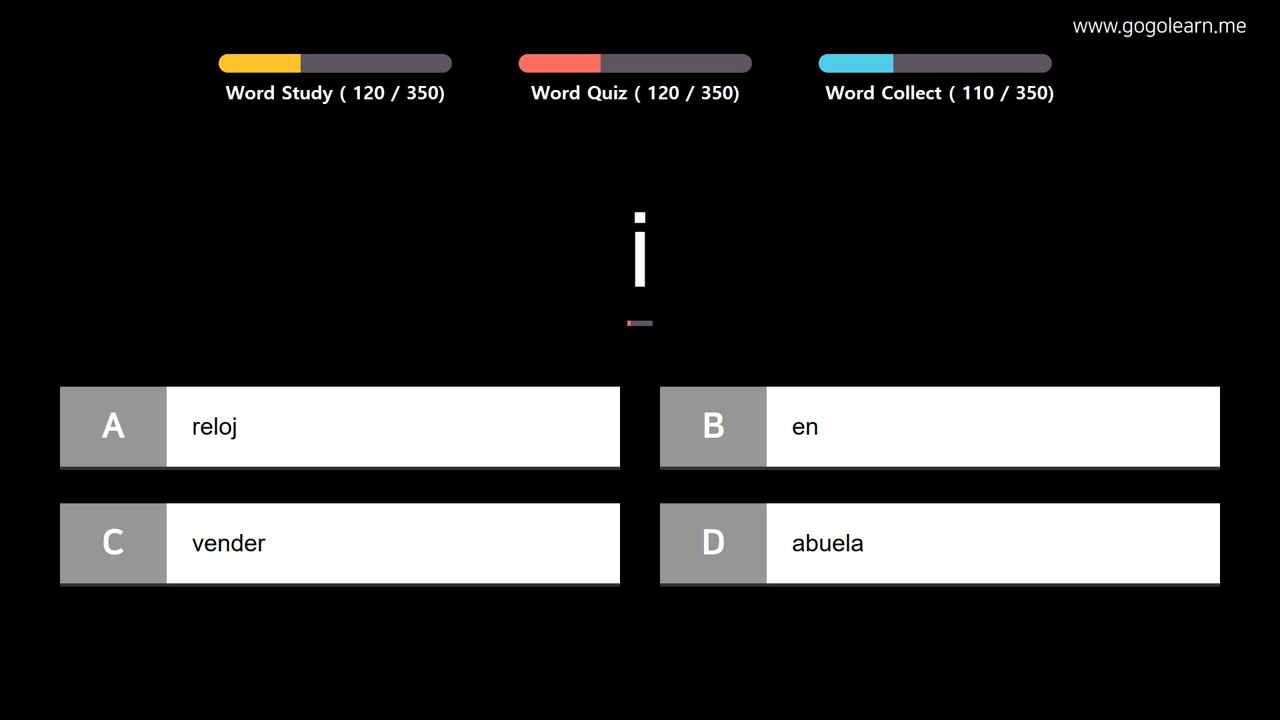 www.gogolearn.me
Word Study ( 120 / 350)
Word Quiz ( 120 / 350)
Word Collect ( 110 / 350)
i
A reloj
B en
C vender
D abuela